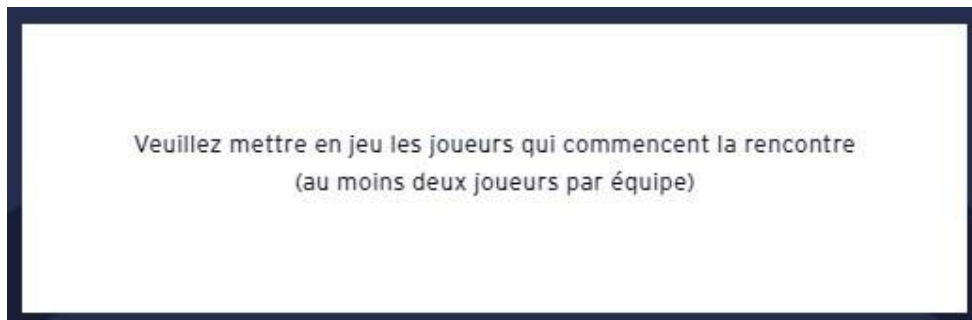 Veuillez mettre en jeu les joueurs qui commencent la rencontre
(au moins deux joueurs par équipe)